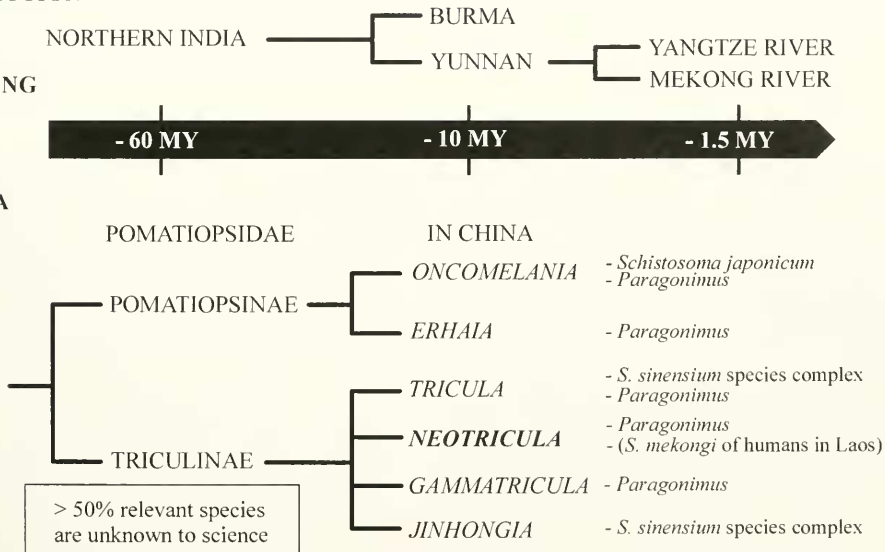 BURMA
NORTHERN INDIA
YUNNAN
YANGTZE RIVER
MEKONG RIVER
NG
- 60 MY
- 10 MY
- 1.5 MY
A
POMATIOPSIDAE
IN CHINA
ONCOMELANIA
- Schistosoma japonicum
- Paragonimus
POMATIOPSINAE
ERHAIA
- Paragonimus
TRICULA
- S. sinensium species complex
- Paragonimus
NEOTRICULA
- Paragonimus
- (S. mekongi of humans in Laos)
TRICULINAE
GAMMATRICULA
- Paragonimus
JINHONGIA
- S. sinensium species complex
> 50% relevant species
are unknown to science